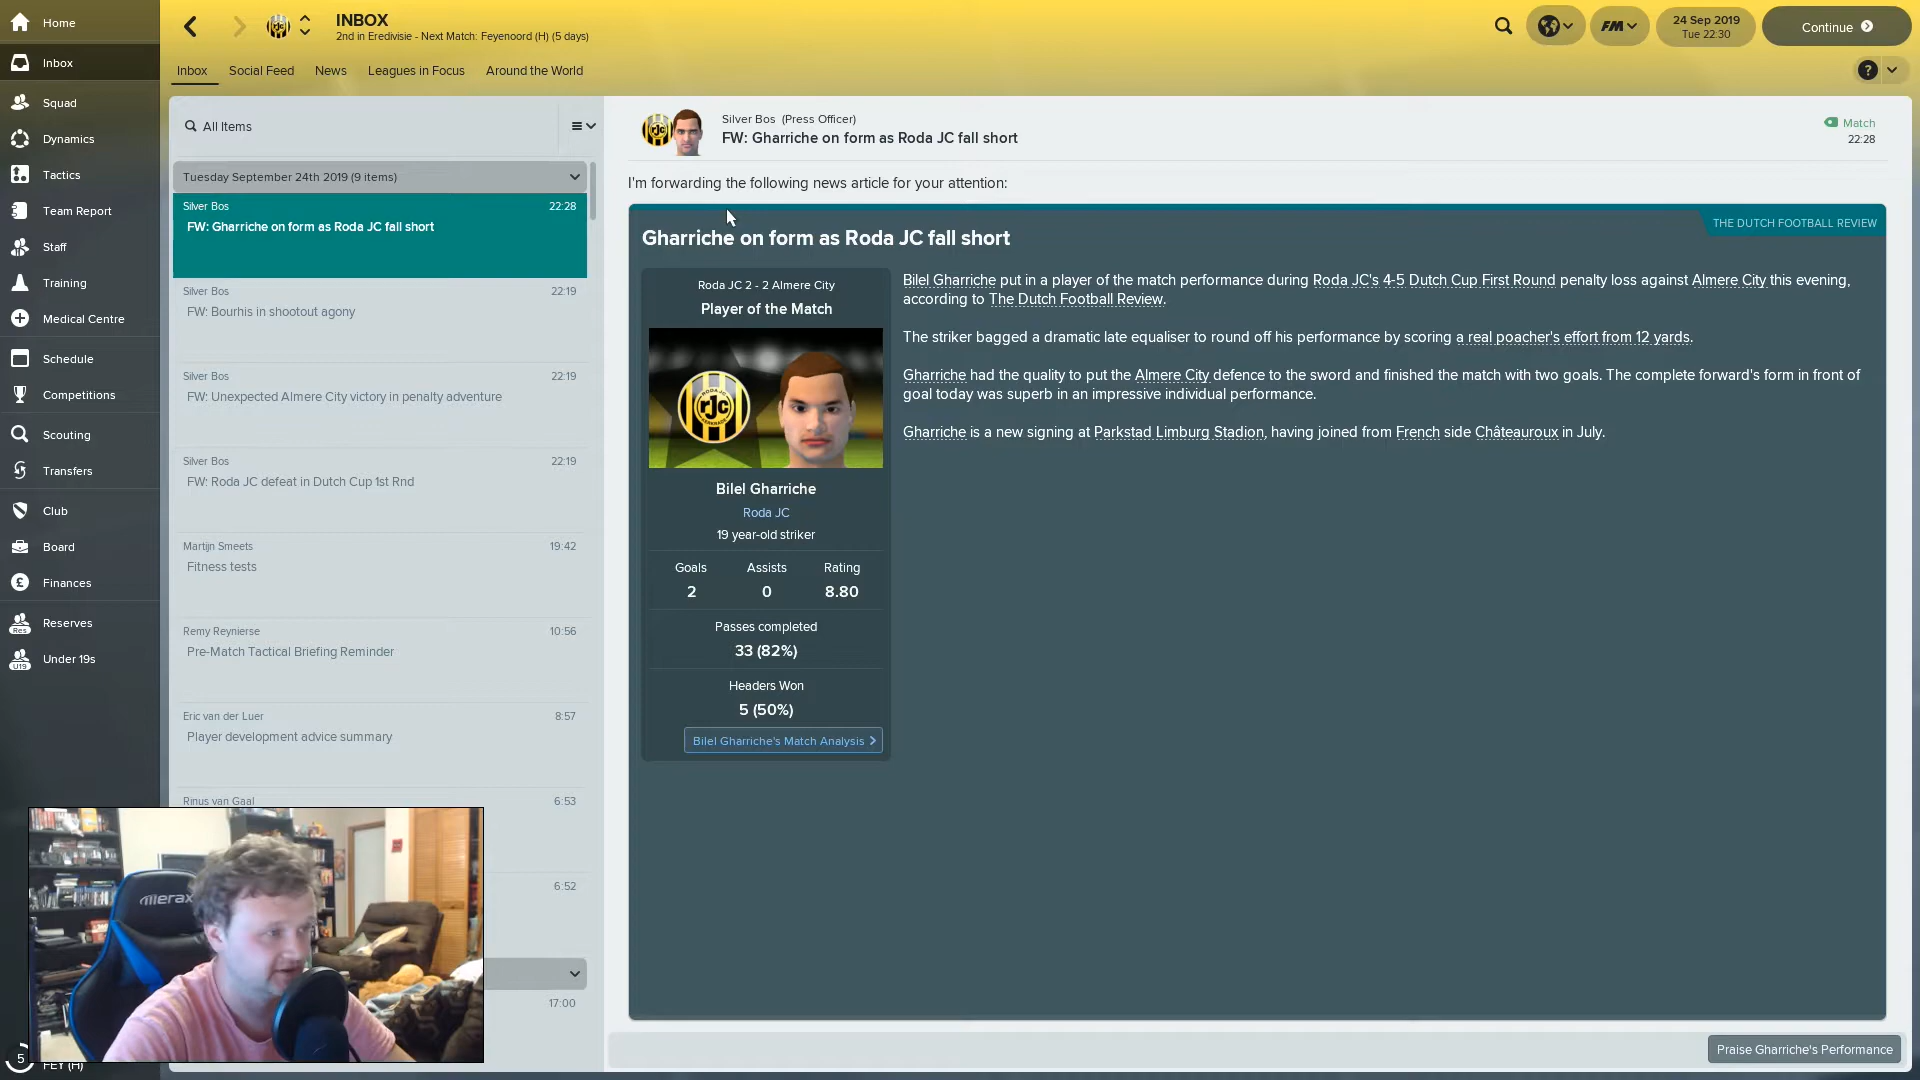 Home
Inbox
Squad
Dynamics
Tactics
Team Report
Staff
Training
Medical Centre
Schedule
Competitions
Scouting
Transfers
Club
Board
Finances
Reserves
Res
Under 19s
U19
5
FEY (H)
rjc
INBOX
2nd in Eredivisie - Next Match: Feyenoord (H) (5 days)
FM
24 Sep 2019
Tue 22:30
Continue
Inbox
Social Feed
News
Leagues in Focus
Around the World
?
All Items
Tuesday September 24th 2019 (9 items)
Silver Bos
22:28
FW: Gharriche on form as Roda JC fall short
Silver Bos
22:19
FW: Bourhis in shootout agony
Silver Bos
22:19
FW: Unexpected Almere City victory in penalty adventure
Silver Bos
22:19
FW: Roda JC defeat in Dutch Cup 1st Rnd
Martijn Smeets
19:42
Fitness tests
Remy Reynierse
10:56
Pre-Match Tactical Briefing Reminder
Eric van der Luer
8:57
Player development advice summary
Rinus van Gaal
6:53
6:52
17:00
merax
rjc
Silver Bos (Press Officer)
FW: Gharriche on form as Roda JC fall short
Match
22:28
I'm forwarding the following news article for your attention:
THE DUTCH FOOTBALL REVIEW
Gharriche on form as Roda JC fall short
Roda JC 2 - 2 Almere City
Player of the Match
rJc
Bilel Gharriche
Roda JC
19 year-old striker
Goals
Assists
Rating
2
0
8.80
Passes completed
33 (82%)
Headers Won
5 (50%)
Bilel Gharriche's Match Analysis
Bilel Gharriche put in a player of the match performance during Roda JC's 4-5 Dutch Cup First Round penalty loss against Almere City this evening,
according to The Dutch Football Review.
The striker bagged a dramatic late equaliser to round off his performance by scoring a real poacher's effort from 12 yards.
Gharriche had the quality to put the Almere City defence to the sword and finished the match with two goals. The complete forward's form in front of
goal today was superb in an impressive individual performance.
Gharriche is a new signing at Parkstad Limburg Stadion, having joined from French side Châteauroux in July.
Praise Gharriche's Performance